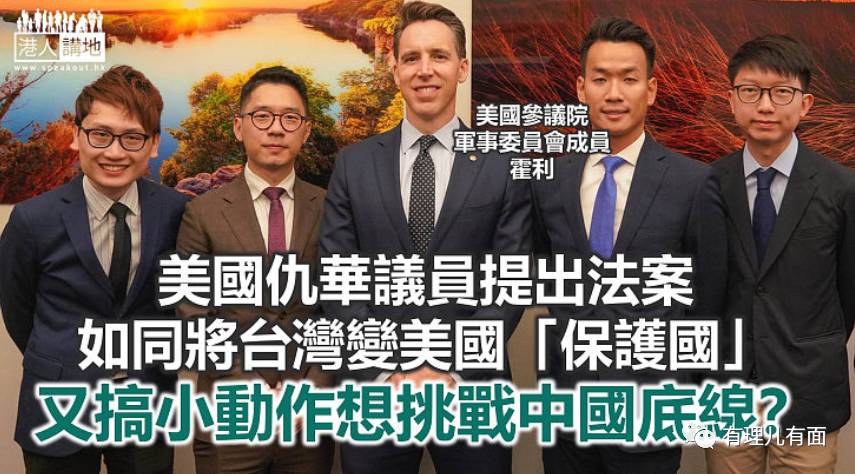 港人講地
www.speakout.hk
美國參議院
軍事委員會成員
霍利
美國仇華議員提出法案
如同將台灣變美國「保護國」
又搞小動作想挑戰中國底線?
有理儿有面